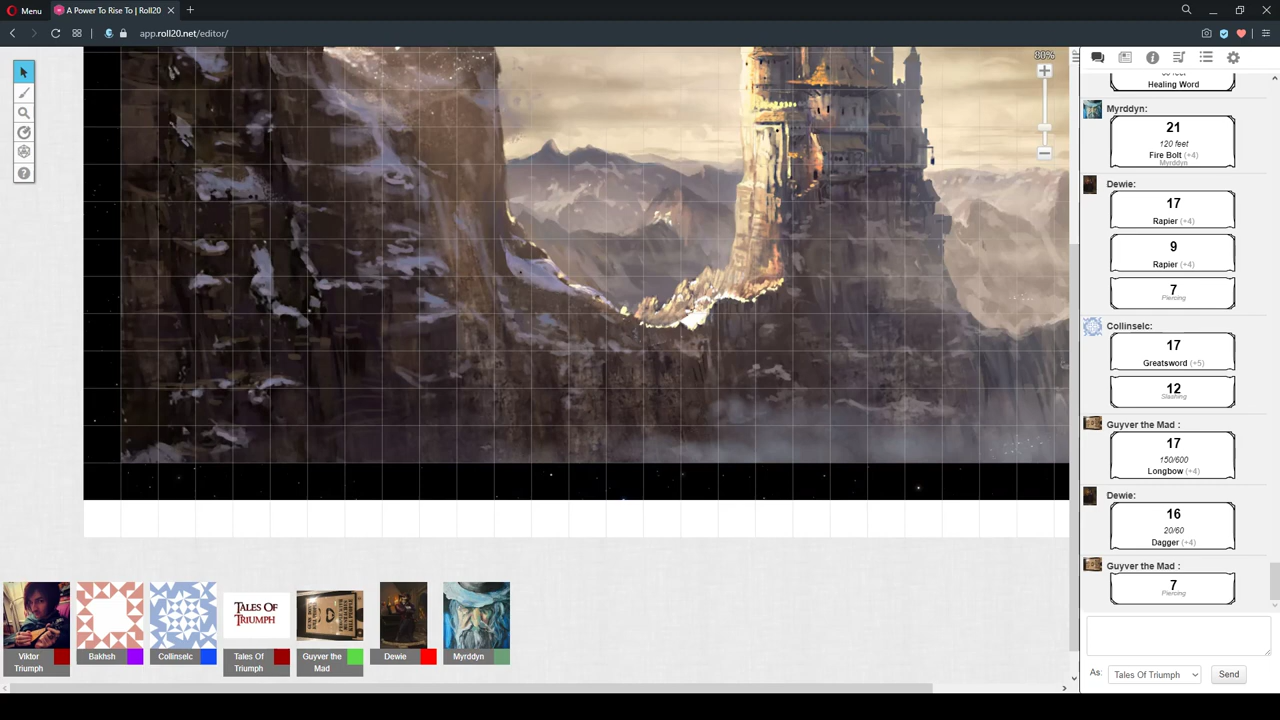 Menu
A Power To Rise To | Roll20
app.roll20.net/editor/
80%
Healing Word
Myrddyn:
21
120 feet
Fire Bolt (+4)
Myrddyn
Dewie:
17
Rapier (+4)
9
Rapier (+4)
7
Piercing
Collinselc:
17
Greatsword (+5)
12
Slashing
Guyver the Mad :
17
150/600
Longbow (+4)
Dewie:
16
20/60
Dagger (+4)
Guyver the Mad :
7
Piercing
TALES OF
TRIUMPH
Viktor
Triumph
Bakhsh
Collinselc
Tales Of
Triumph
Guyver the
Mad
Dewie
Myrddyn
As:
Tales Of Triumph
Send